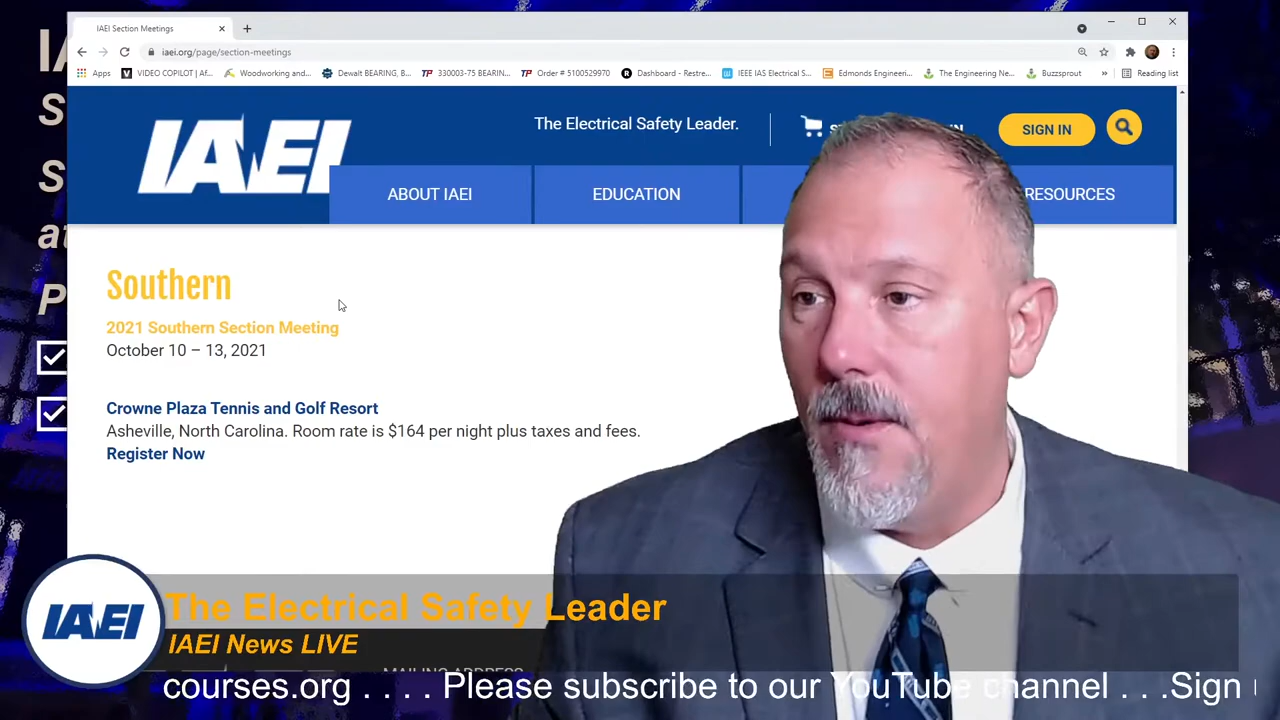 IAEI Section Meetings
iaei.org/page/section-meetings
Apps VIDEO COPILOT | Af... Woodworking and... Dewalt BEARING, B... 330003-75 BEARIN... Order # 5100529970 Dashboard - Restre... IEEE IAS Electrical S... Edmonds Engineeri... The Engineering Ne... Buzzsprout » Reading list
IAEI
The Electrical Safety Leader.
SIGN IN
ABOUT IAEI EDUCATION RESOURCES
Southern
2021 Southern Section Meeting
October 10 – 13, 2021
Crowne Plaza Tennis and Golf Resort
Asheville, North Carolina. Room rate is $164 per night plus taxes and fees.
Register Now
IAEI
The Electrical Safety Leader
IAEI News LIVE
MAILING ADDRESS
courses.org . . . . Please subscribe to our YouTube channel . . .Sign